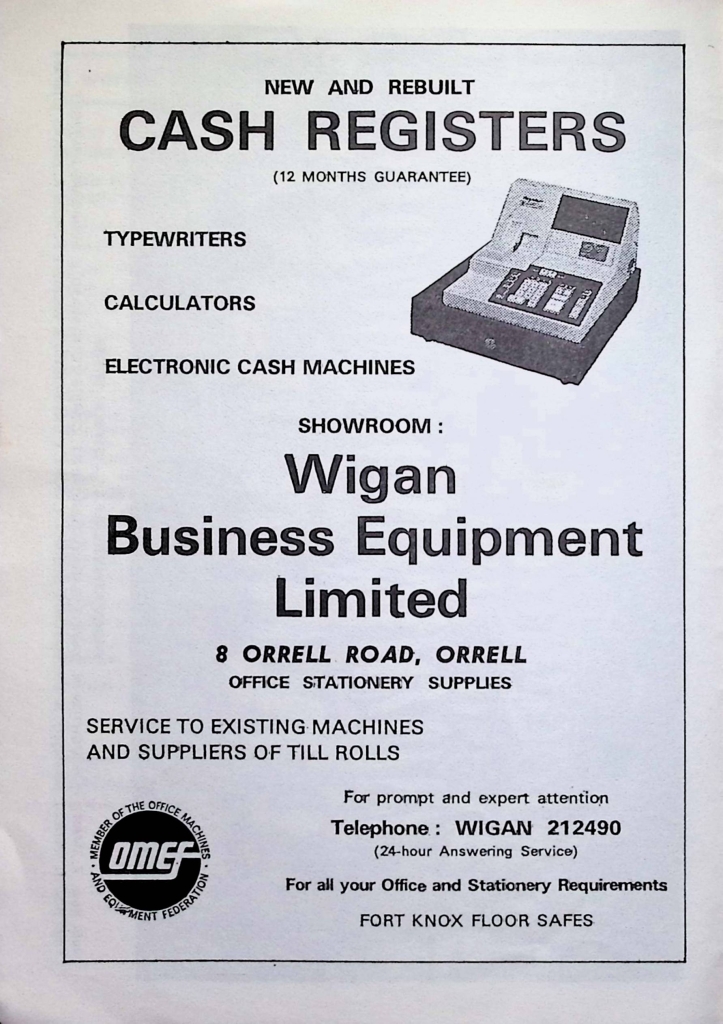 NEW AND REBUILT
CASH REGISTERS
(12 MONTHS GUARANTEE)
TYPEWRITERS
CALCULATORS
ELECTRONIC CASH MACHINES
SHOWROOM :
Wigan
Business Equipment
Limited
8 ORRELL ROAD, ORRELL
OFFICE STATIONERY SUPPLIES
SERVICE TO EXISTING MACHINES
AND SUPPLIERS OF TILL ROLLS
For prompt and expert attention
Telephone : WIGAN 212490
(24-hour Answering Service)
For all your Office and Stationery Requirements
FORT KNOX FLOOR SAFES
MEMBER OF THE OFFICE MACHINES
OMEF
AND EQUIPMENT FEDERATION